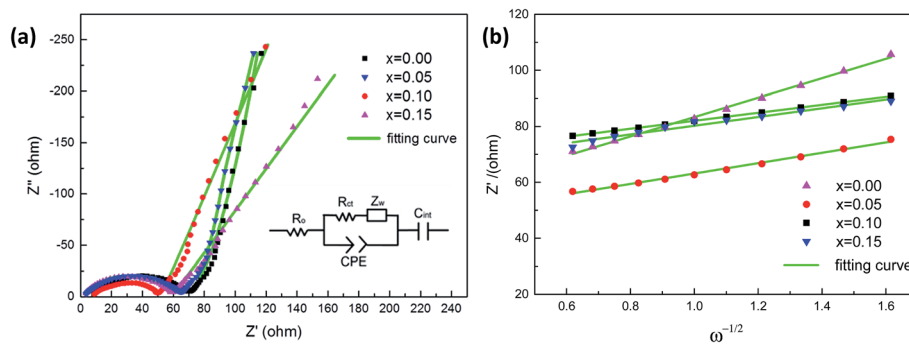 (a)
Z'' (ohm)
-250
-200
-150
-100
-50
0
0 20 40 60 80 100 120 140 160 180 200 220 240
Z' (ohm)
x=0.00
x=0.05
x=0.10
x=0.15
fitting curve
Ro
Rct
Zw
Cint
CPE
(b)
Z'/(ohm)
120
100
80
60
40
20
0.6 0.8 1.0 1.2 1.4 1.6
ω-1/2
x=0.00
x=0.05
x=0.10
x=0.15
fitting curve